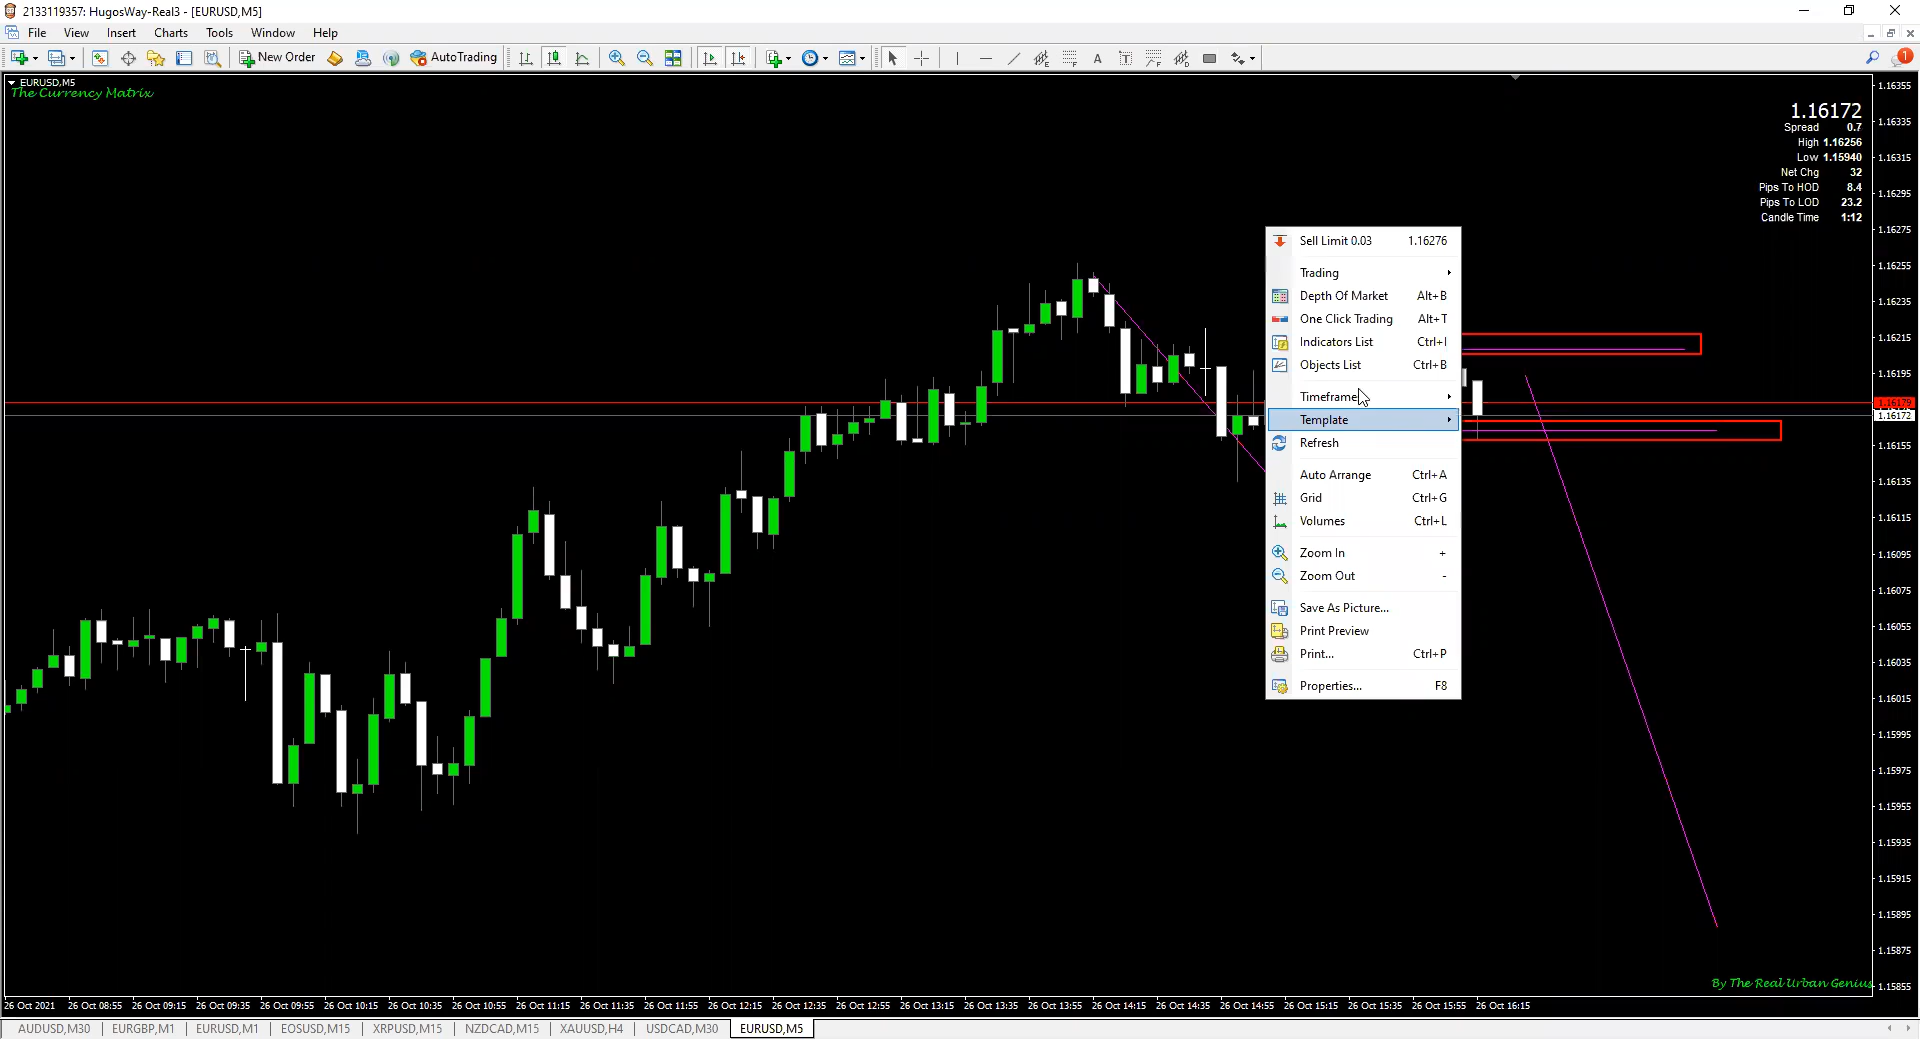 2133119357: HugosWay-Real3 - [EURUSD,M5]
File View Insert Charts Tools Window Help
New Order AutoTrading
A T E F 1
EURUSD,M5
The Currency Matrix
1.16172
Spread 0.7
High 1.16256
Low 1.15940
Net Chg 32
Pips To HOD 8.4
Pips To LOD 23.2
Candle Time 1:12
Sell Limit 0.03 1.16276
Trading
Depth Of Market Alt+B
One Click Trading Alt+T
Indicators List Ctrl+I
Objects List Ctrl+B
Timeframe
Template
Refresh
Auto Arrange Ctrl+A
Grid Ctrl+G
Volumes Ctrl+L
Zoom In +
Zoom Out -
Save As Picture...
Print Preview
Print... Ctrl+P
Properties... F8
1.16355
1.16335
1.16315
1.16295
1.16275
1.16255
1.16235
1.16215
1.16195
1.16179
1.16172
1.16155
1.16135
1.16115
1.16095
1.16075
1.16055
1.16035
1.16015
1.15995
1.15975
1.15955
1.15935
1.15915
1.15895
1.15875
1.15855
By The Real Urban Genius
26 Oct 2021 26 Oct 08:55 26 Oct 09:15 26 Oct 09:35 26 Oct 09:55 26 Oct 10:15 26 Oct 10:35 26 Oct 10:55 26 Oct 11:15 26 Oct 11:35 26 Oct 11:55 26 Oct 12:15 26 Oct 12:35 26 Oct 12:55 26 Oct 13:15 26 Oct 13:35 26 Oct 13:55 26 Oct 14:15 26 Oct 14:35 26 Oct 14:55 26 Oct 15:15 26 Oct 15:35 26 Oct 15:55 26 Oct 16:15
AUDUSD,M30 EURGBP,M1 EURUSD,M1 EOSUSD,M15 XRPUSD,M15 NZDCAD,M15 XAUUSD,H4 USDCAD,M30 EURUSD,M5